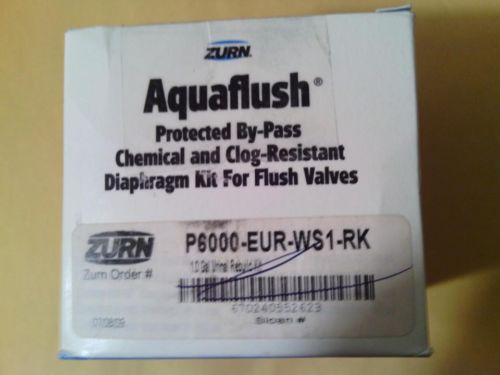 ZURN
Aquaflush®
Protected By-Pass
Chemical and Clog-Resistant
Diaphragm Kit For Flush Valves
ZURN
P6000-EUR-WS1-RK
1.0 Gal Urinal Rebuild Kit
Zurn Order #
670240552623
Sloan #